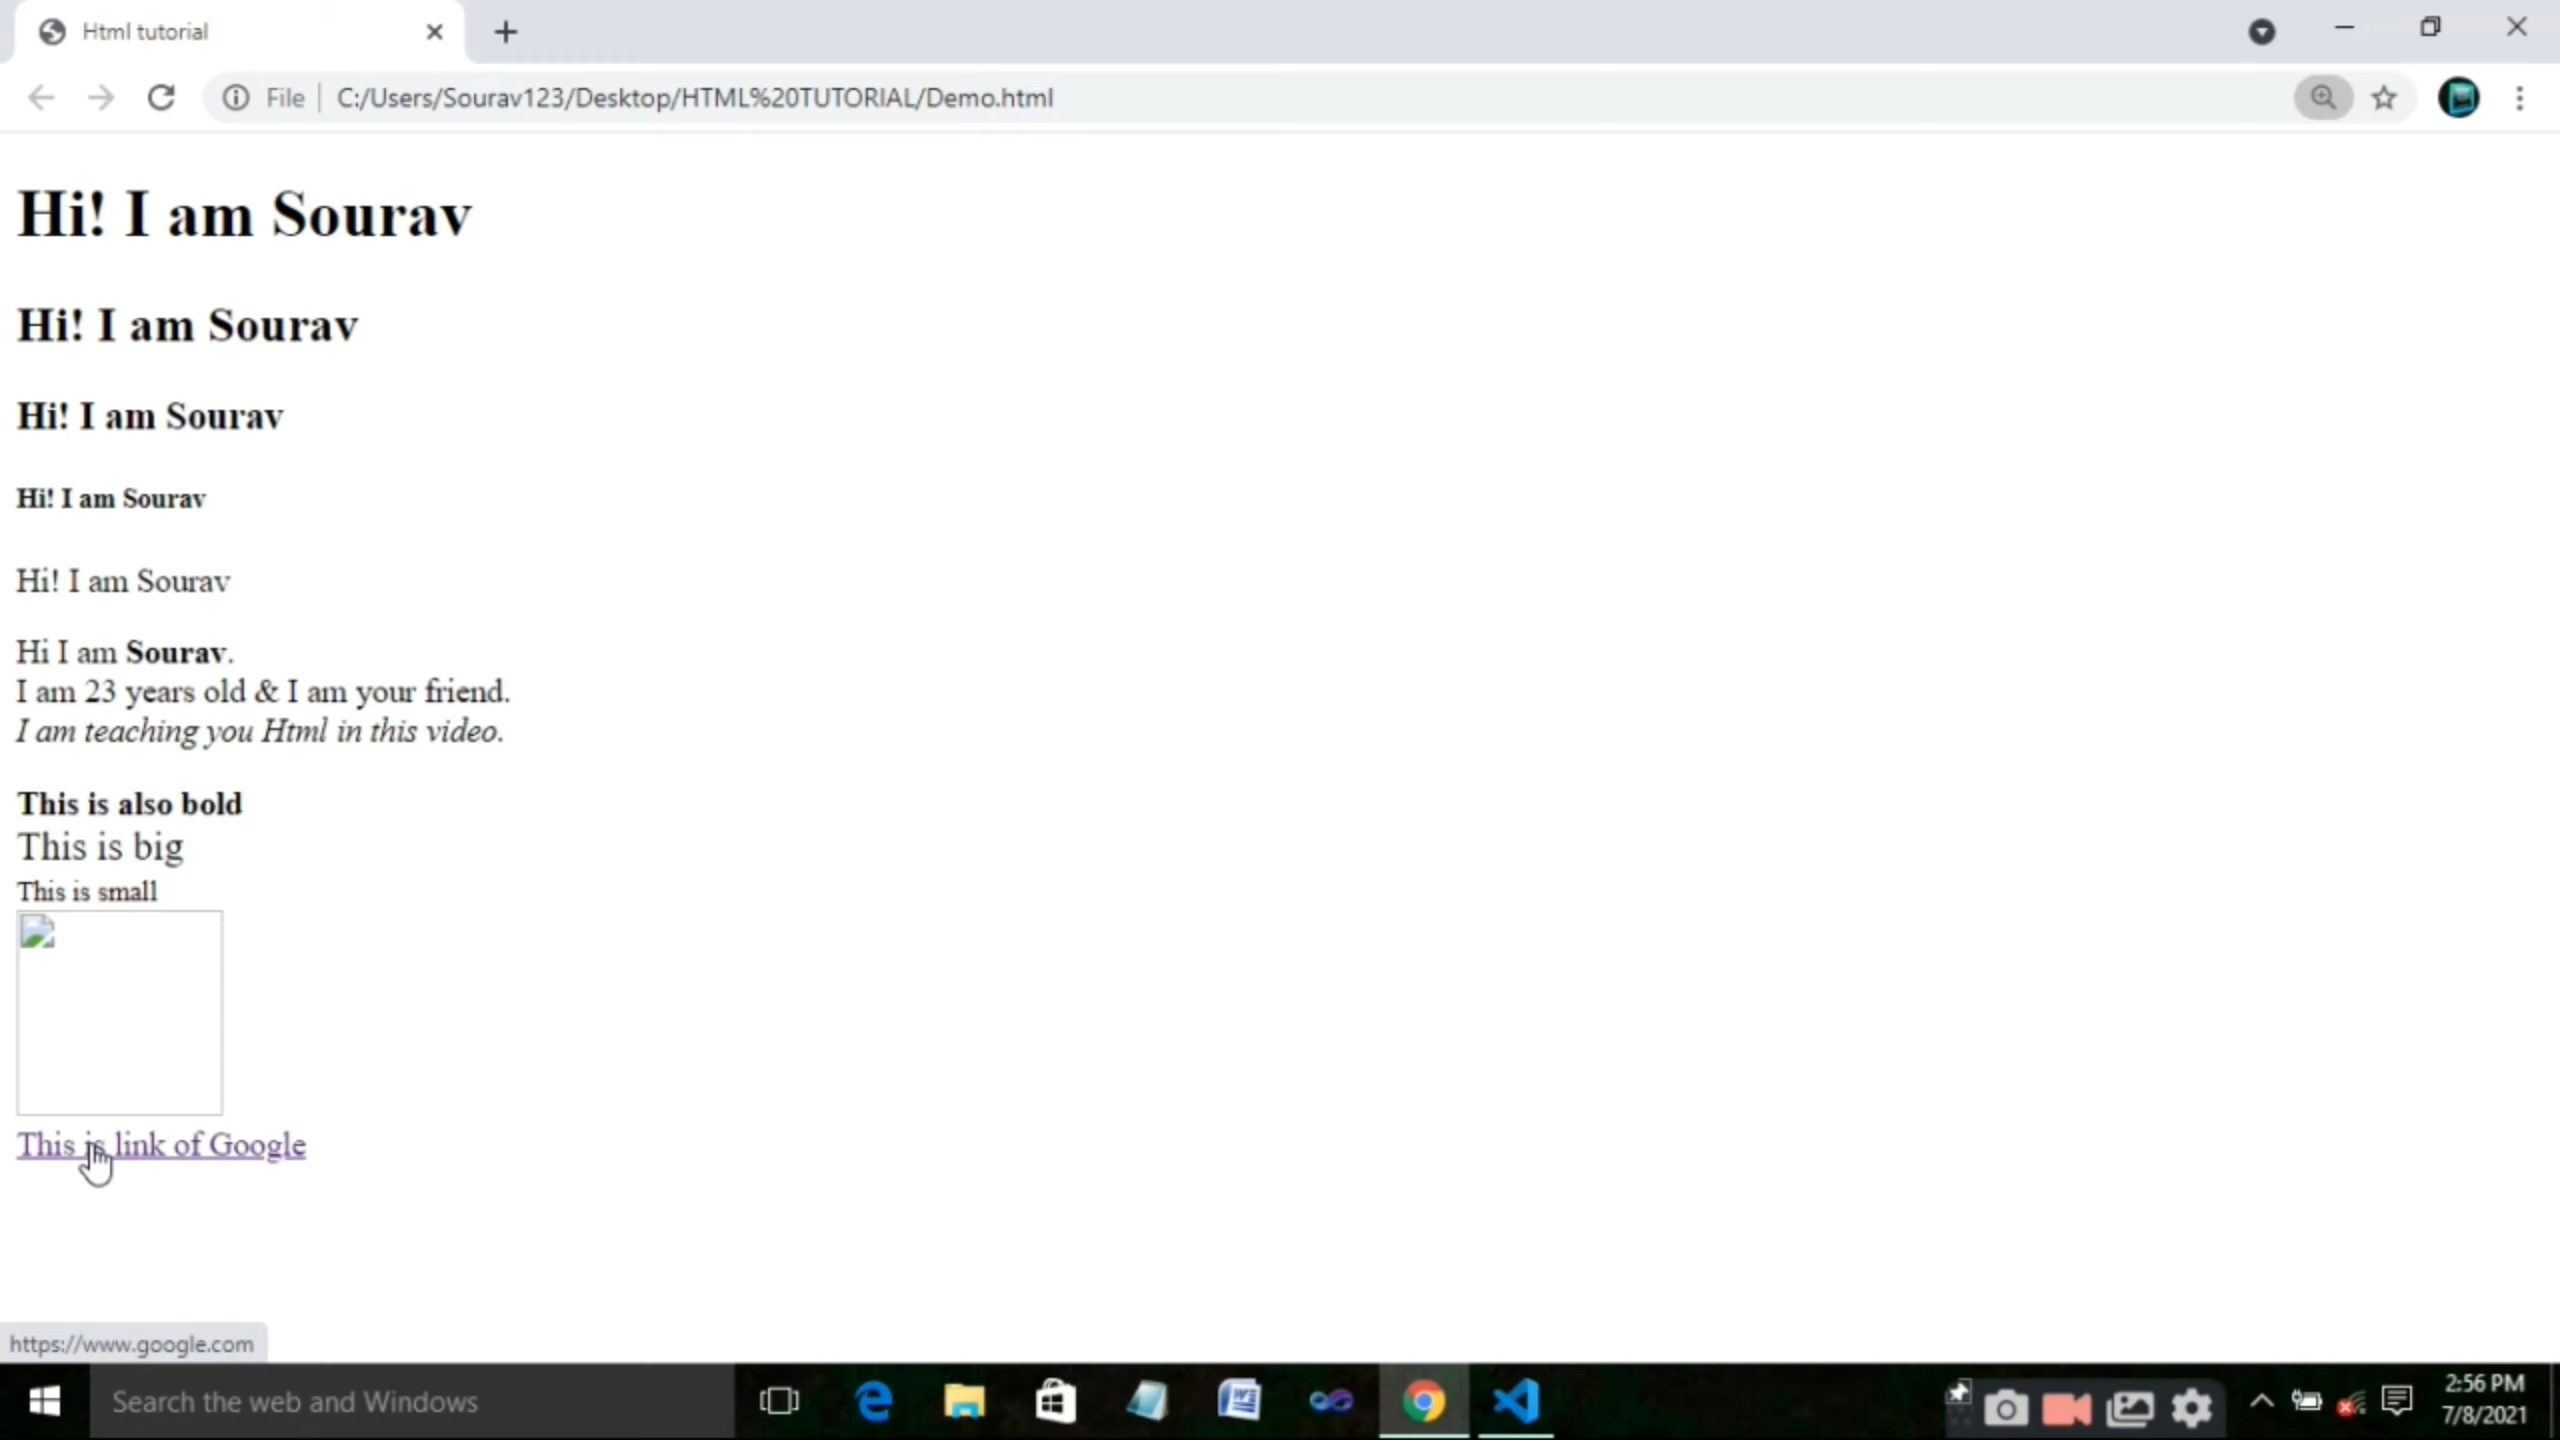 Html tutorial
File
C:/Users/Sourav123/Desktop/HTML%20TUTORIAL/Demo.html
Hi! I am Sourav
Hi! I am Sourav
Hi! I am Sourav
Hi! I am Sourav
Hi! I am Sourav
Hi I am Sourav.
I am 23 years old & I am your friend.
I am teaching you Html in this video.
This is also bold
This is big
This is small
This is link of Google
https://www.google.com
Search the web and Windows
2:56 PM
7/8/2021